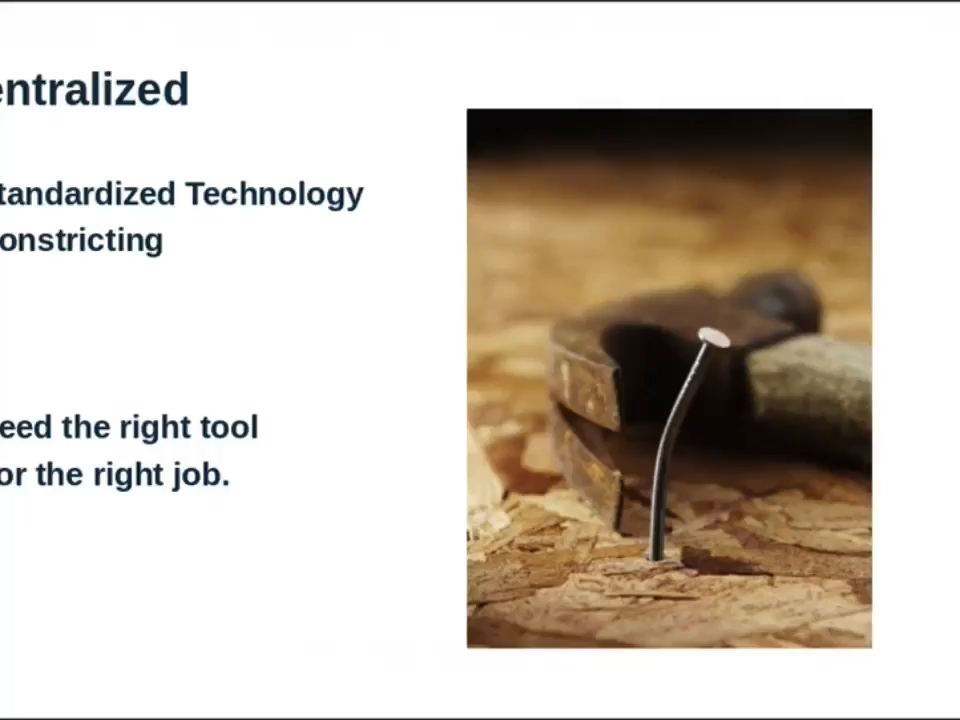 entralized
tandardized Technology
onstricting
eed the right tool
or the right job.